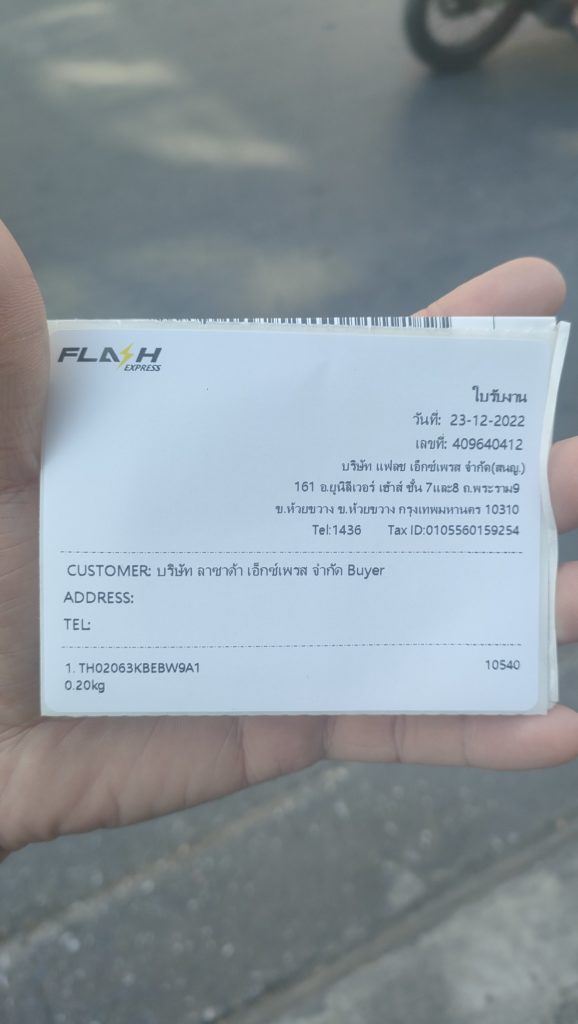 FLASH
EXPRESS
ใบรับงาน
วันที่: 23-12-2022
เลขที่: 409640412
บริษัท แฟลช เอ็กซ์เพรส จำกัด(สนญ.)
161 อ.ยูนิลีเวอร์ เฮ้าส์ ชั้น 7และ8 ถ.พระราม9
ข.ห้วยขวาง ข.ห้วยขวาง กรุงเทพมหานคร 10310
Tel:1436 Tax ID:0105560159254
CUSTOMER: บริษัท ลาซาด้า เอ็กซ์เพรส จำกัด Buyer
ADDRESS:
TEL:
1. TH02063KBEBW9A1 10540
0.20kg